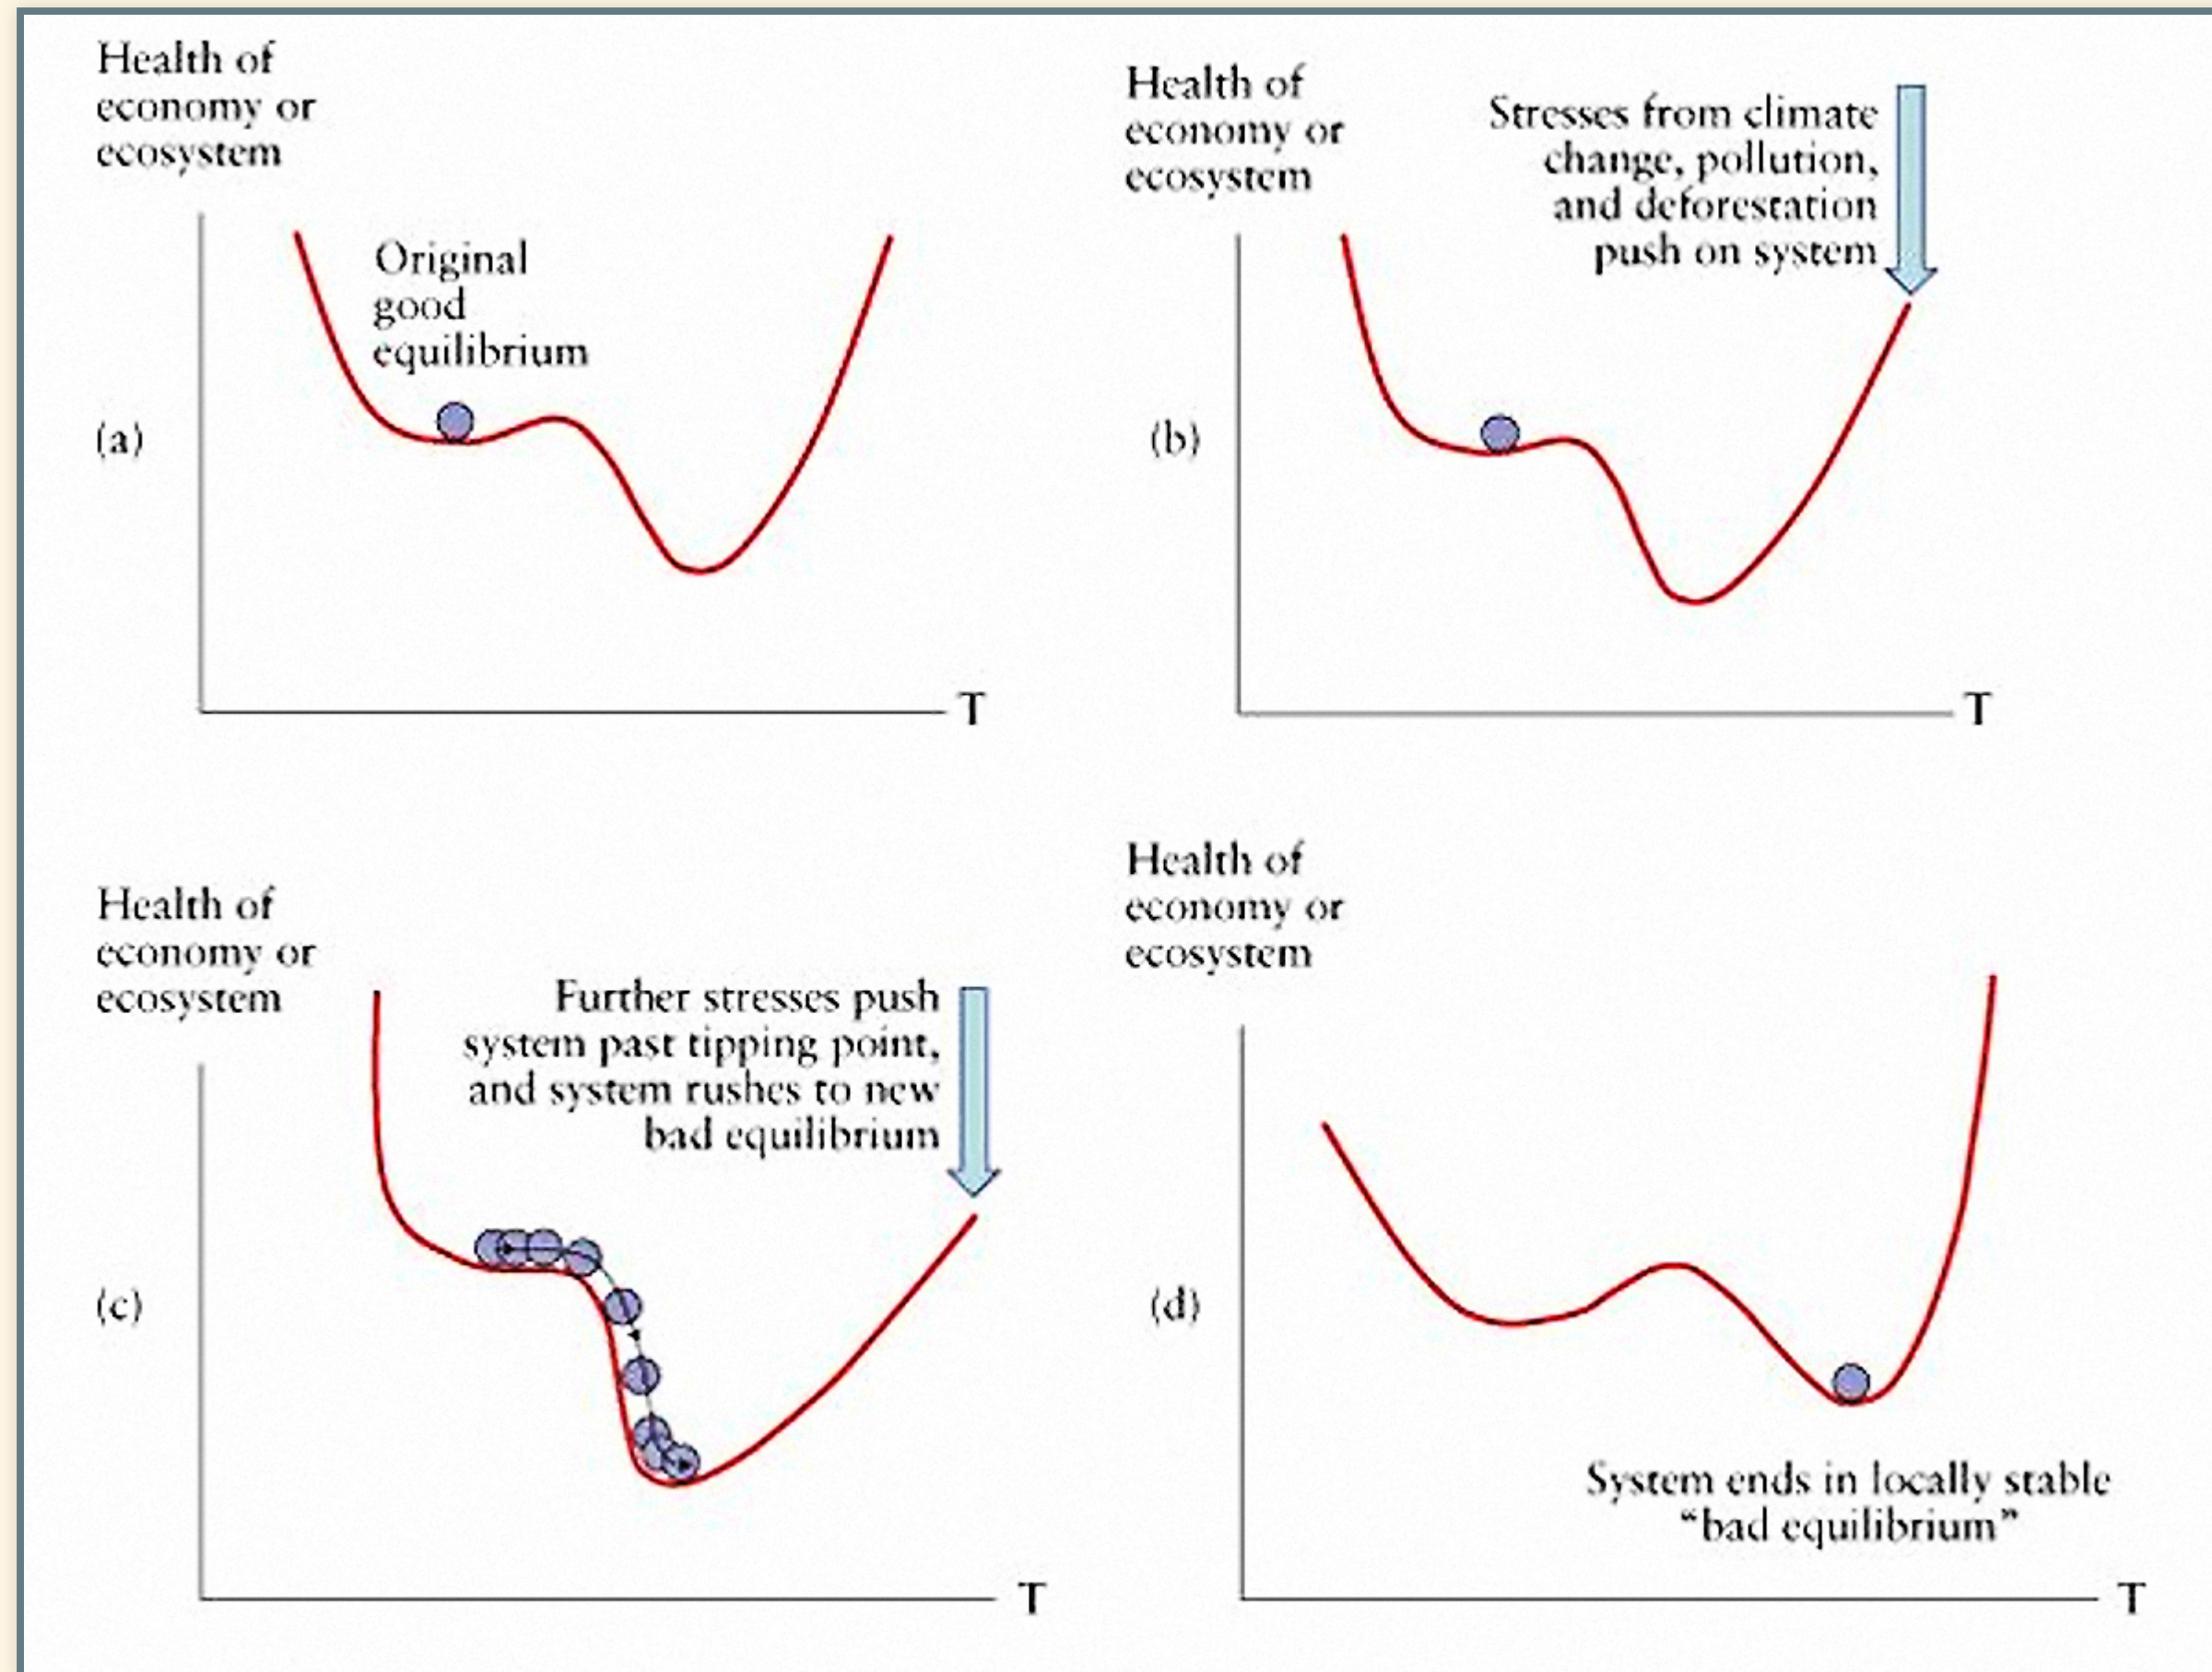 Health of
economy or
ecosystem
Original
good
equilibrium
(a)
T
Health of
economy or
ecosystem
Stresses from climate
change, pollution,
and deforestation
push on system
(b)
T
Health of
economy or
ecosystem
Further stresses push
system past tipping point,
and system rushes to new
bad equilibrium
(c)
T
Health of
economy or
ecosystem
(d)
System ends in locally stable
“bad equilibrium”
T